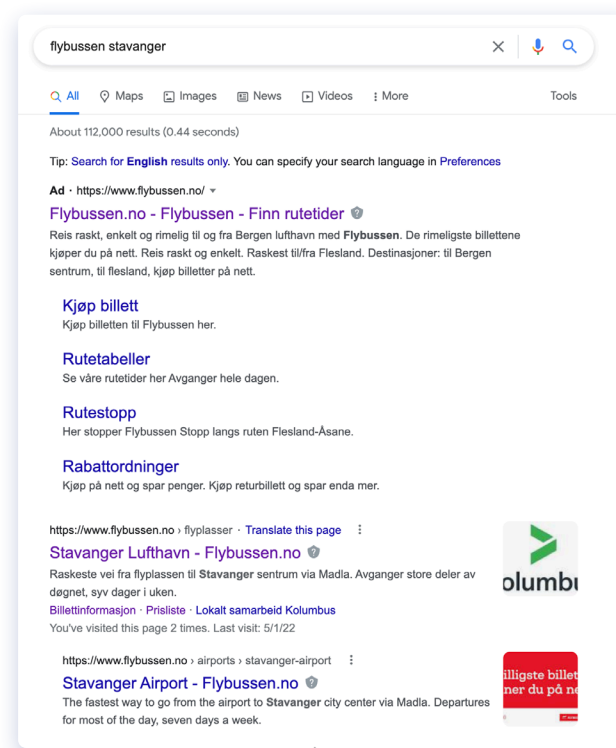 flybussen stavanger
All Maps Images News Videos More Tools
About 112,000 results (0.44 seconds)
Tip: Search for English results only. You can specify your search language in Preferences
Ad · https://www.flybussen.no/
Flybussen.no - Flybussen - Finn rutetider
Reis raskt, enkelt og rimelig til og fra Bergen lufthavn med Flybussen. De rimeligste billettene
kjøper du på nett. Reis raskt og enkelt. Raskest til/fra Flesland. Destinasjoner: til Bergen
sentrum, til flesland, kjøp billetter på nett.
Kjøp billett
Kjøp billetten til Flybussen her.
Rutetabeller
Se våre rutetider her Avganger hele dagen.
Rutestopp
Her stopper Flybussen Stopp langs ruten Flesland-Åsane.
Rabattordninger
Kjøp på nett og spar penger. Kjøp returbillett og spar enda mer.
https://www.flybussen.no › flyplasser · Translate this page
Stavanger Lufthavn - Flybussen.no
Raskeste vei fra flyplassen til Stavanger sentrum via Madla. Avganger store deler av
døgnet, syv dager i uken.
Billettinformasjon · Prisliste · Lokalt samarbeid Kolumbus
You've visited this page 2 times. Last visit: 5/1/22
olumbu
https://www.flybussen.no › airports › stavanger-airport
Stavanger Airport - Flybussen.no
The fastest way to go from the airport to Stavanger city center via Madla. Departures
for most of the day, seven days a week.
illigste billet
ner du på ne